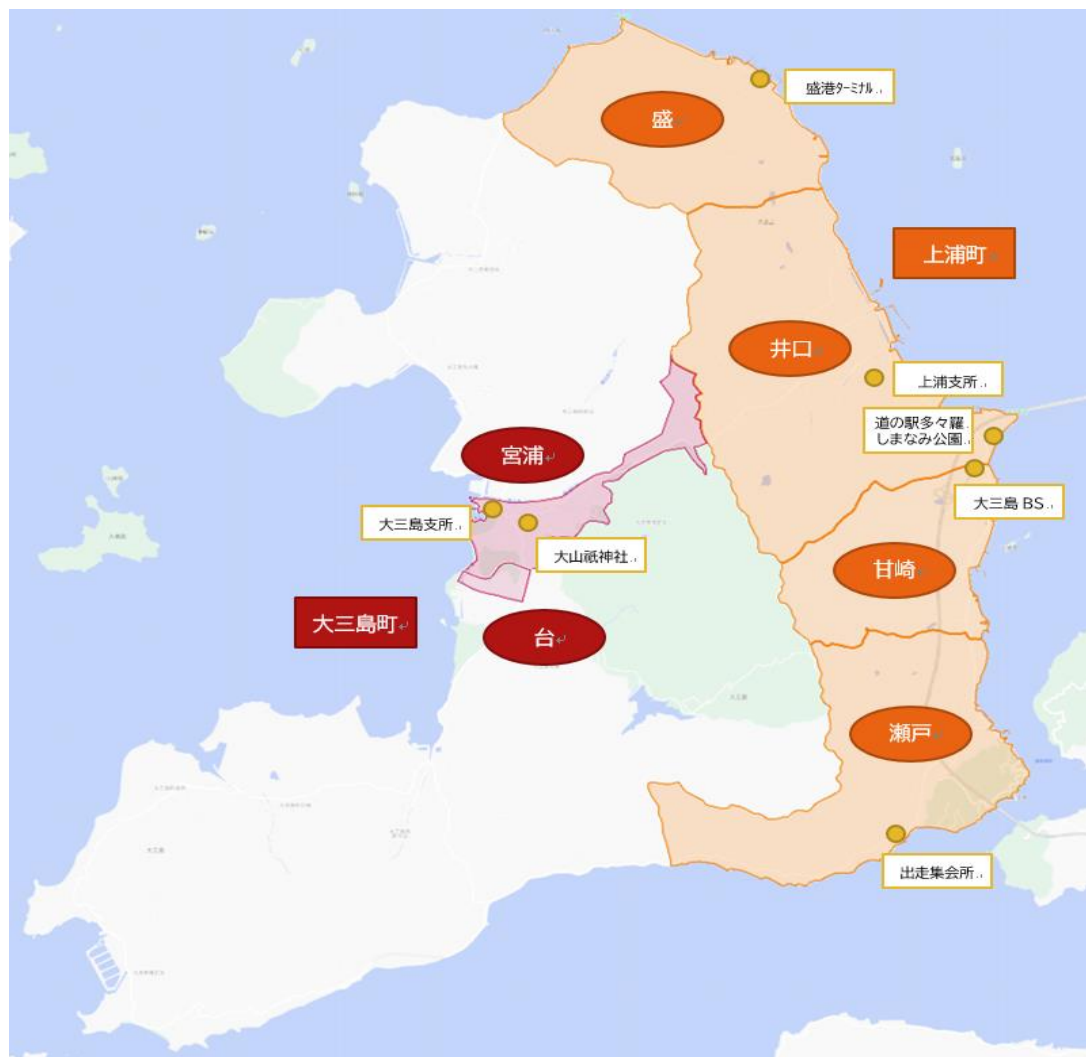 盛港ﾀｰﾐﾅﾙ
盛
上浦町
井口
上浦支所
道の駅多々羅
しまなみ公園
宮浦
大三島 BS
大三島支所
大山祇神社
甘崎
大三島町
台
瀬戸
出走集会所